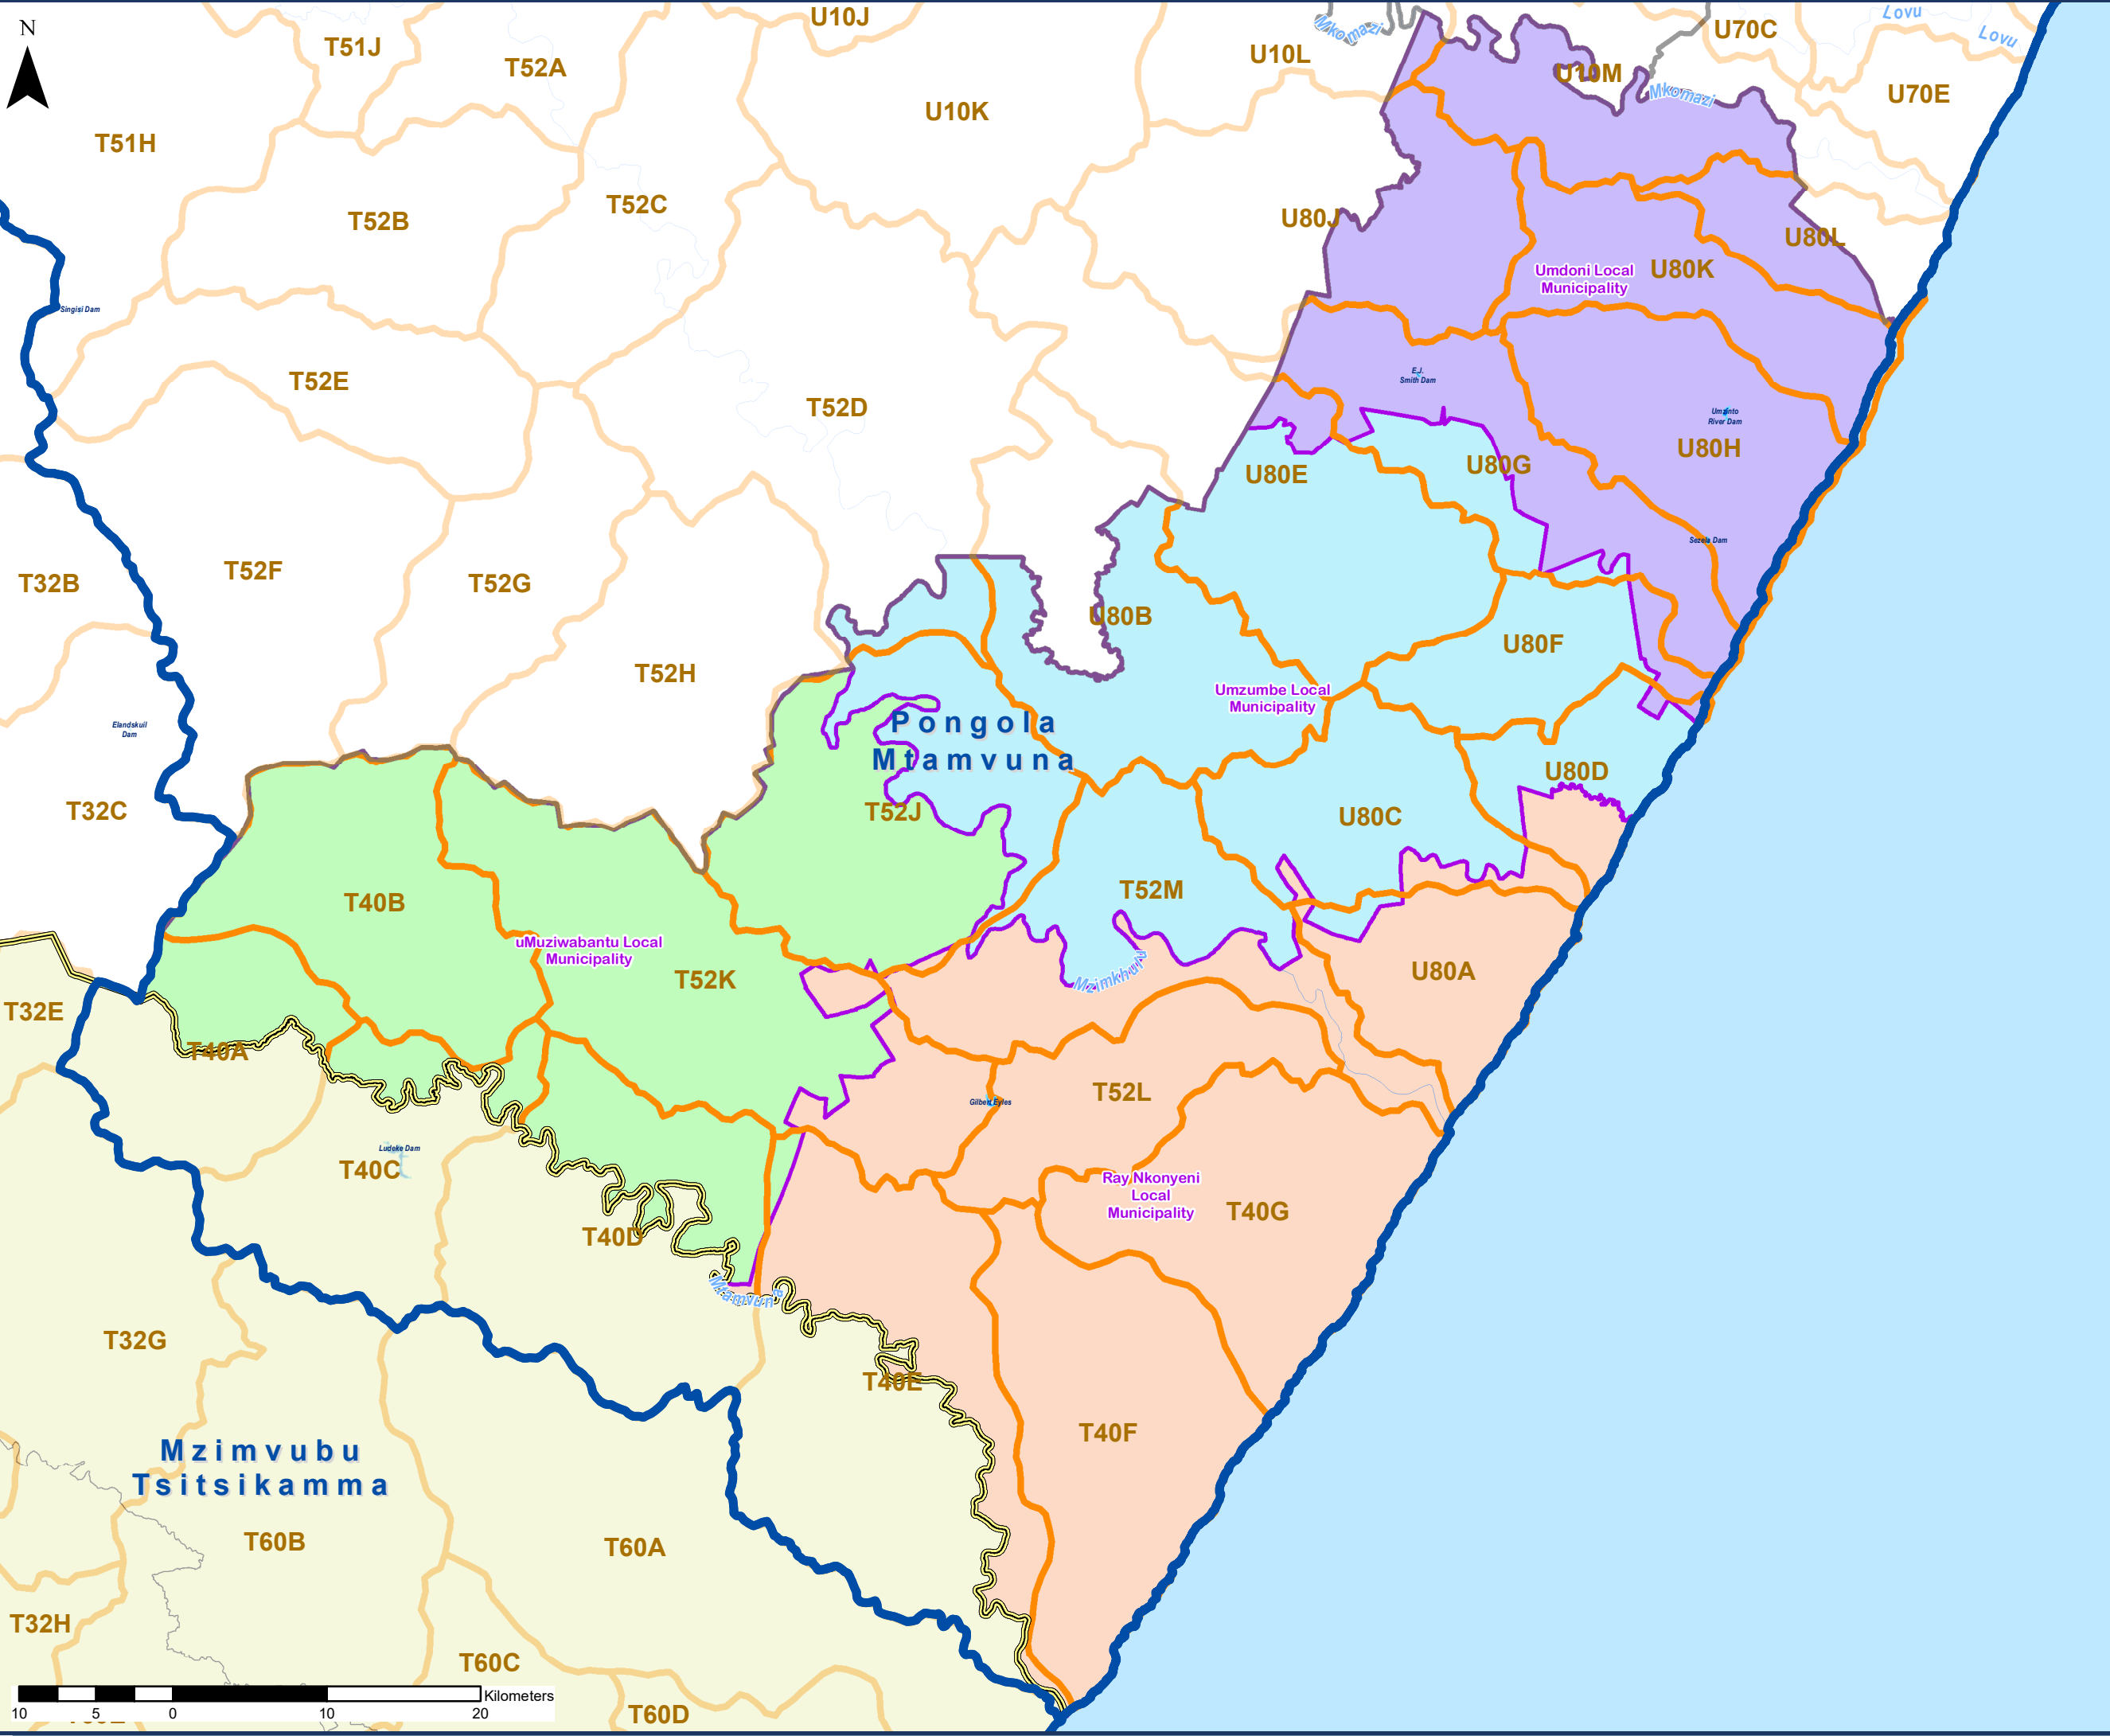 U10J
N
T51J
U70C
Lovu
Mkomazi
Lovu
T52A
U10L
U10M
Mkomazi
U70E
U10K
T51H
T52C
T52B
U80J
U80L
Umdoni Local
Municipality
U80K
Singisi Dam
T52E
E.J.
Smith Dam
T52D
Umzinto
River Dam
U80H
U80G
U80E
Sezela Dam
T52F
T32B
T52G
U80B
U80F
T52H
Umzumbe Local
Municipality
Elandskuil
Dam
Pongola
Mtamvuna
U80D
T32C
T52J
U80C
T52M
T40B
uMuziwabantu Local
Municipality
T52K
Mzimkhulu
U80A
T32E
T40A
T52L
Gilbert Eyles
Ludeke Dam
T40C
Ray Nkonyeni
Local
Municipality
T40G
T40D
Mtamvuna
T32G
T40E
T40F
Mzimvubu
Tsitsikamma
T60B
T60A
T32H
T60C
Kilometers
10 5 0 10 20
T60D